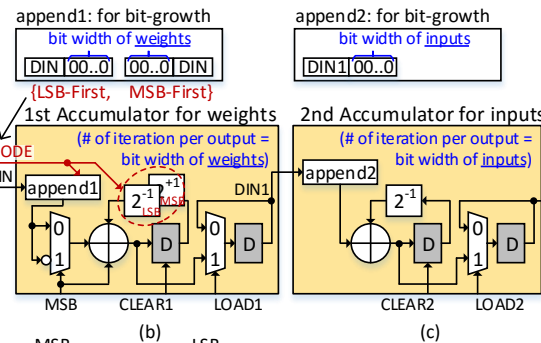 append1: for bit-growth
bit width of weights
DIN 00..0 00..0 DIN
{LSB-First, MSB-First}
append2: for bit-growth
bit width of inputs
DIN1 00..0
1st Accumulator for weights
(# of iteration per output =
bit width of weights)
ODE
IN
append1
2-1 LSB
2+1 MSB
DIN1
0
1
D
0
1
D
MSB CLEAR1 LOAD1
(b)
2nd Accumulator for inputs
(# of iteration per output =
bit width of inputs)
append2
2-1
D
0
1
D
CLEAR2 LOAD2
(c)
MSB LSB